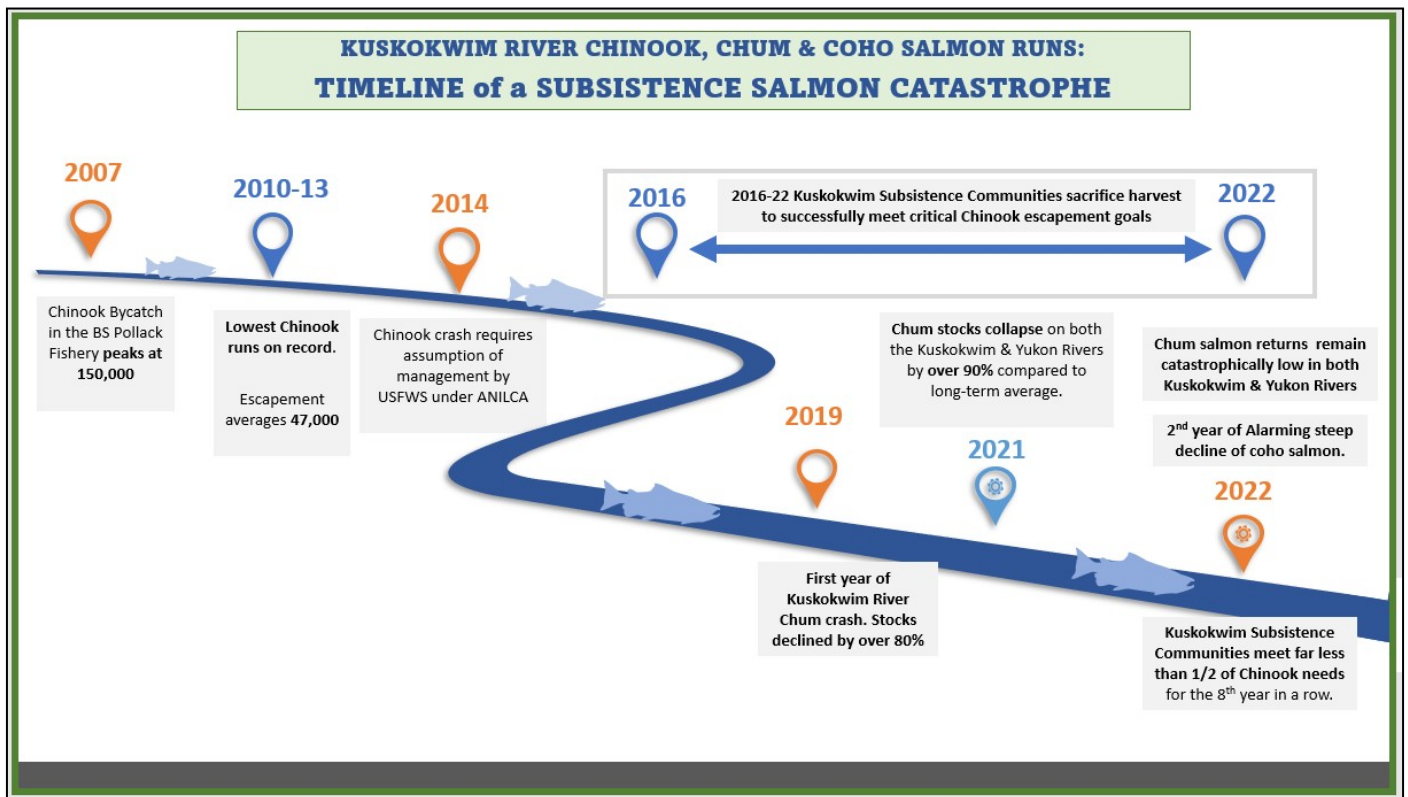 KUSKOKWIM RIVER CHINOOK, CHUM & COHO SALMON RUNS:
TIMELINE of a SUBSISTENCE SALMON CATASTROPHE
2007
Chinook Bycatch
in the BS Pollack
Fishery peaks at
150,000
2010-13
Lowest Chinook
runs on record.
Escapement
averages 47,000
2014
Chinook crash requires
assumption of
management by
USFWS under ANILCA
2016
2016-22 Kuskokwim Subsistence Communities sacrifice harvest
to successfully meet critical Chinook escapement goals
2022
2019
First year of
Kuskokwim River
Chum crash. Stocks
declined by over 80%
Chum stocks collapse on both
the Kuskokwim & Yukon Rivers
by over 90% compared to
long-term average.
2021
Chum salmon returns remain
catastrophically low in both
Kuskokwim & Yukon Rivers
2nd year of Alarming steep
decline of coho salmon.
2022
Kuskokwim Subsistence
Communities meet far less
than 1/2 of Chinook needs
for the 8th year in a row.